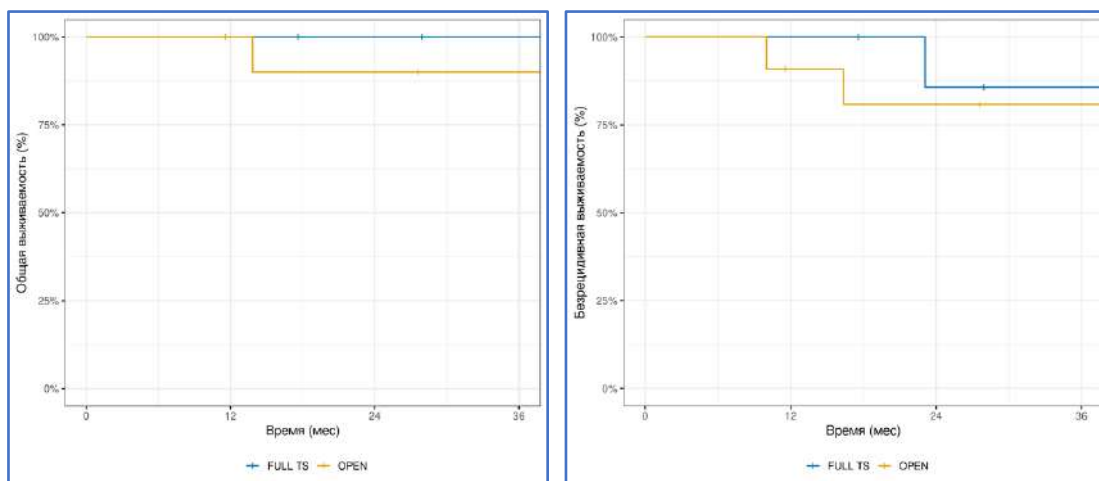 100%
75%
50%
25%
0%
Общая выживаемость (%)
0 12 24 36
Время (мес)
FULL TS OPEN
100%
75%
50%
25%
0%
Безрецидивная выживаемость (%)
0 12 24 36
Время (мес)
FULL TS OPEN